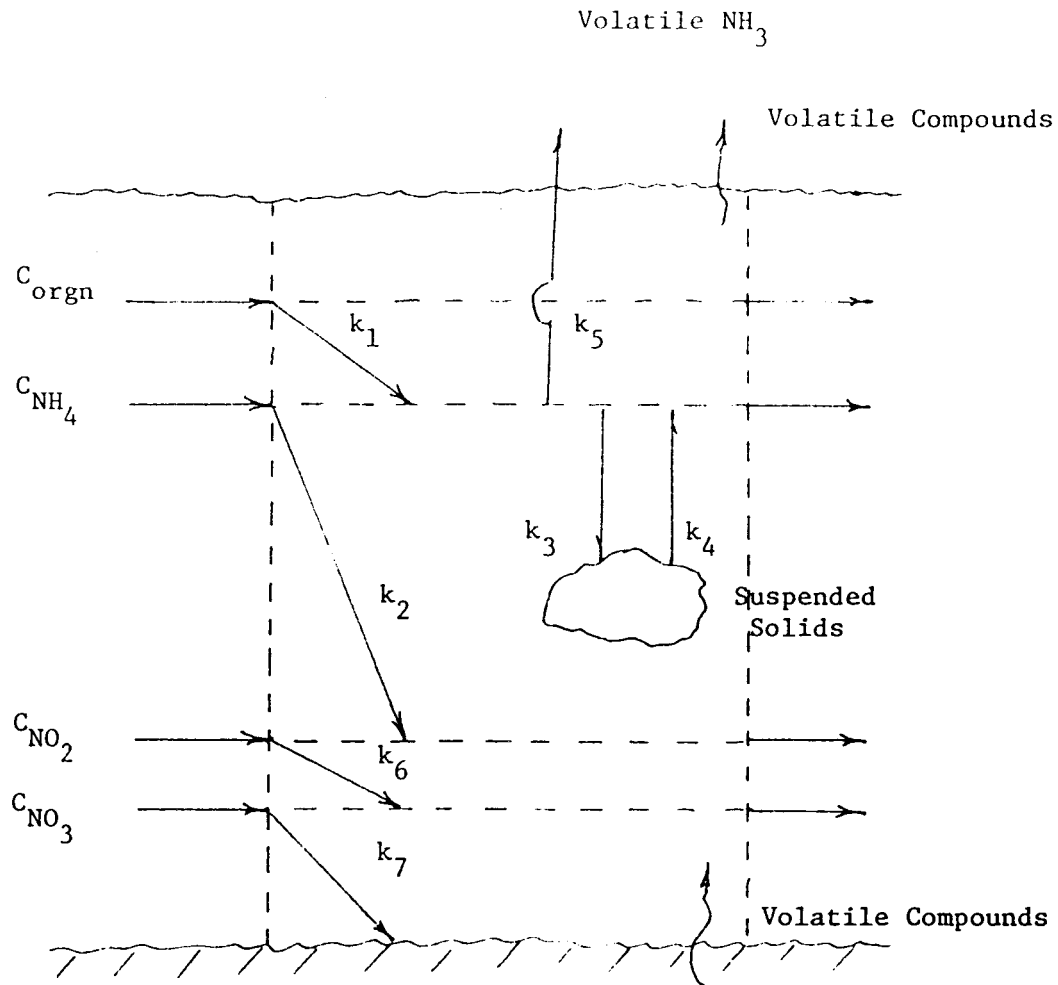 Volatile NH3
Volatile Compounds
Corgn
k1
k5
CNH4
k3
k4
k2
Suspended
Solids
CNO2
k6
CNO3
k7
Volatile Compounds